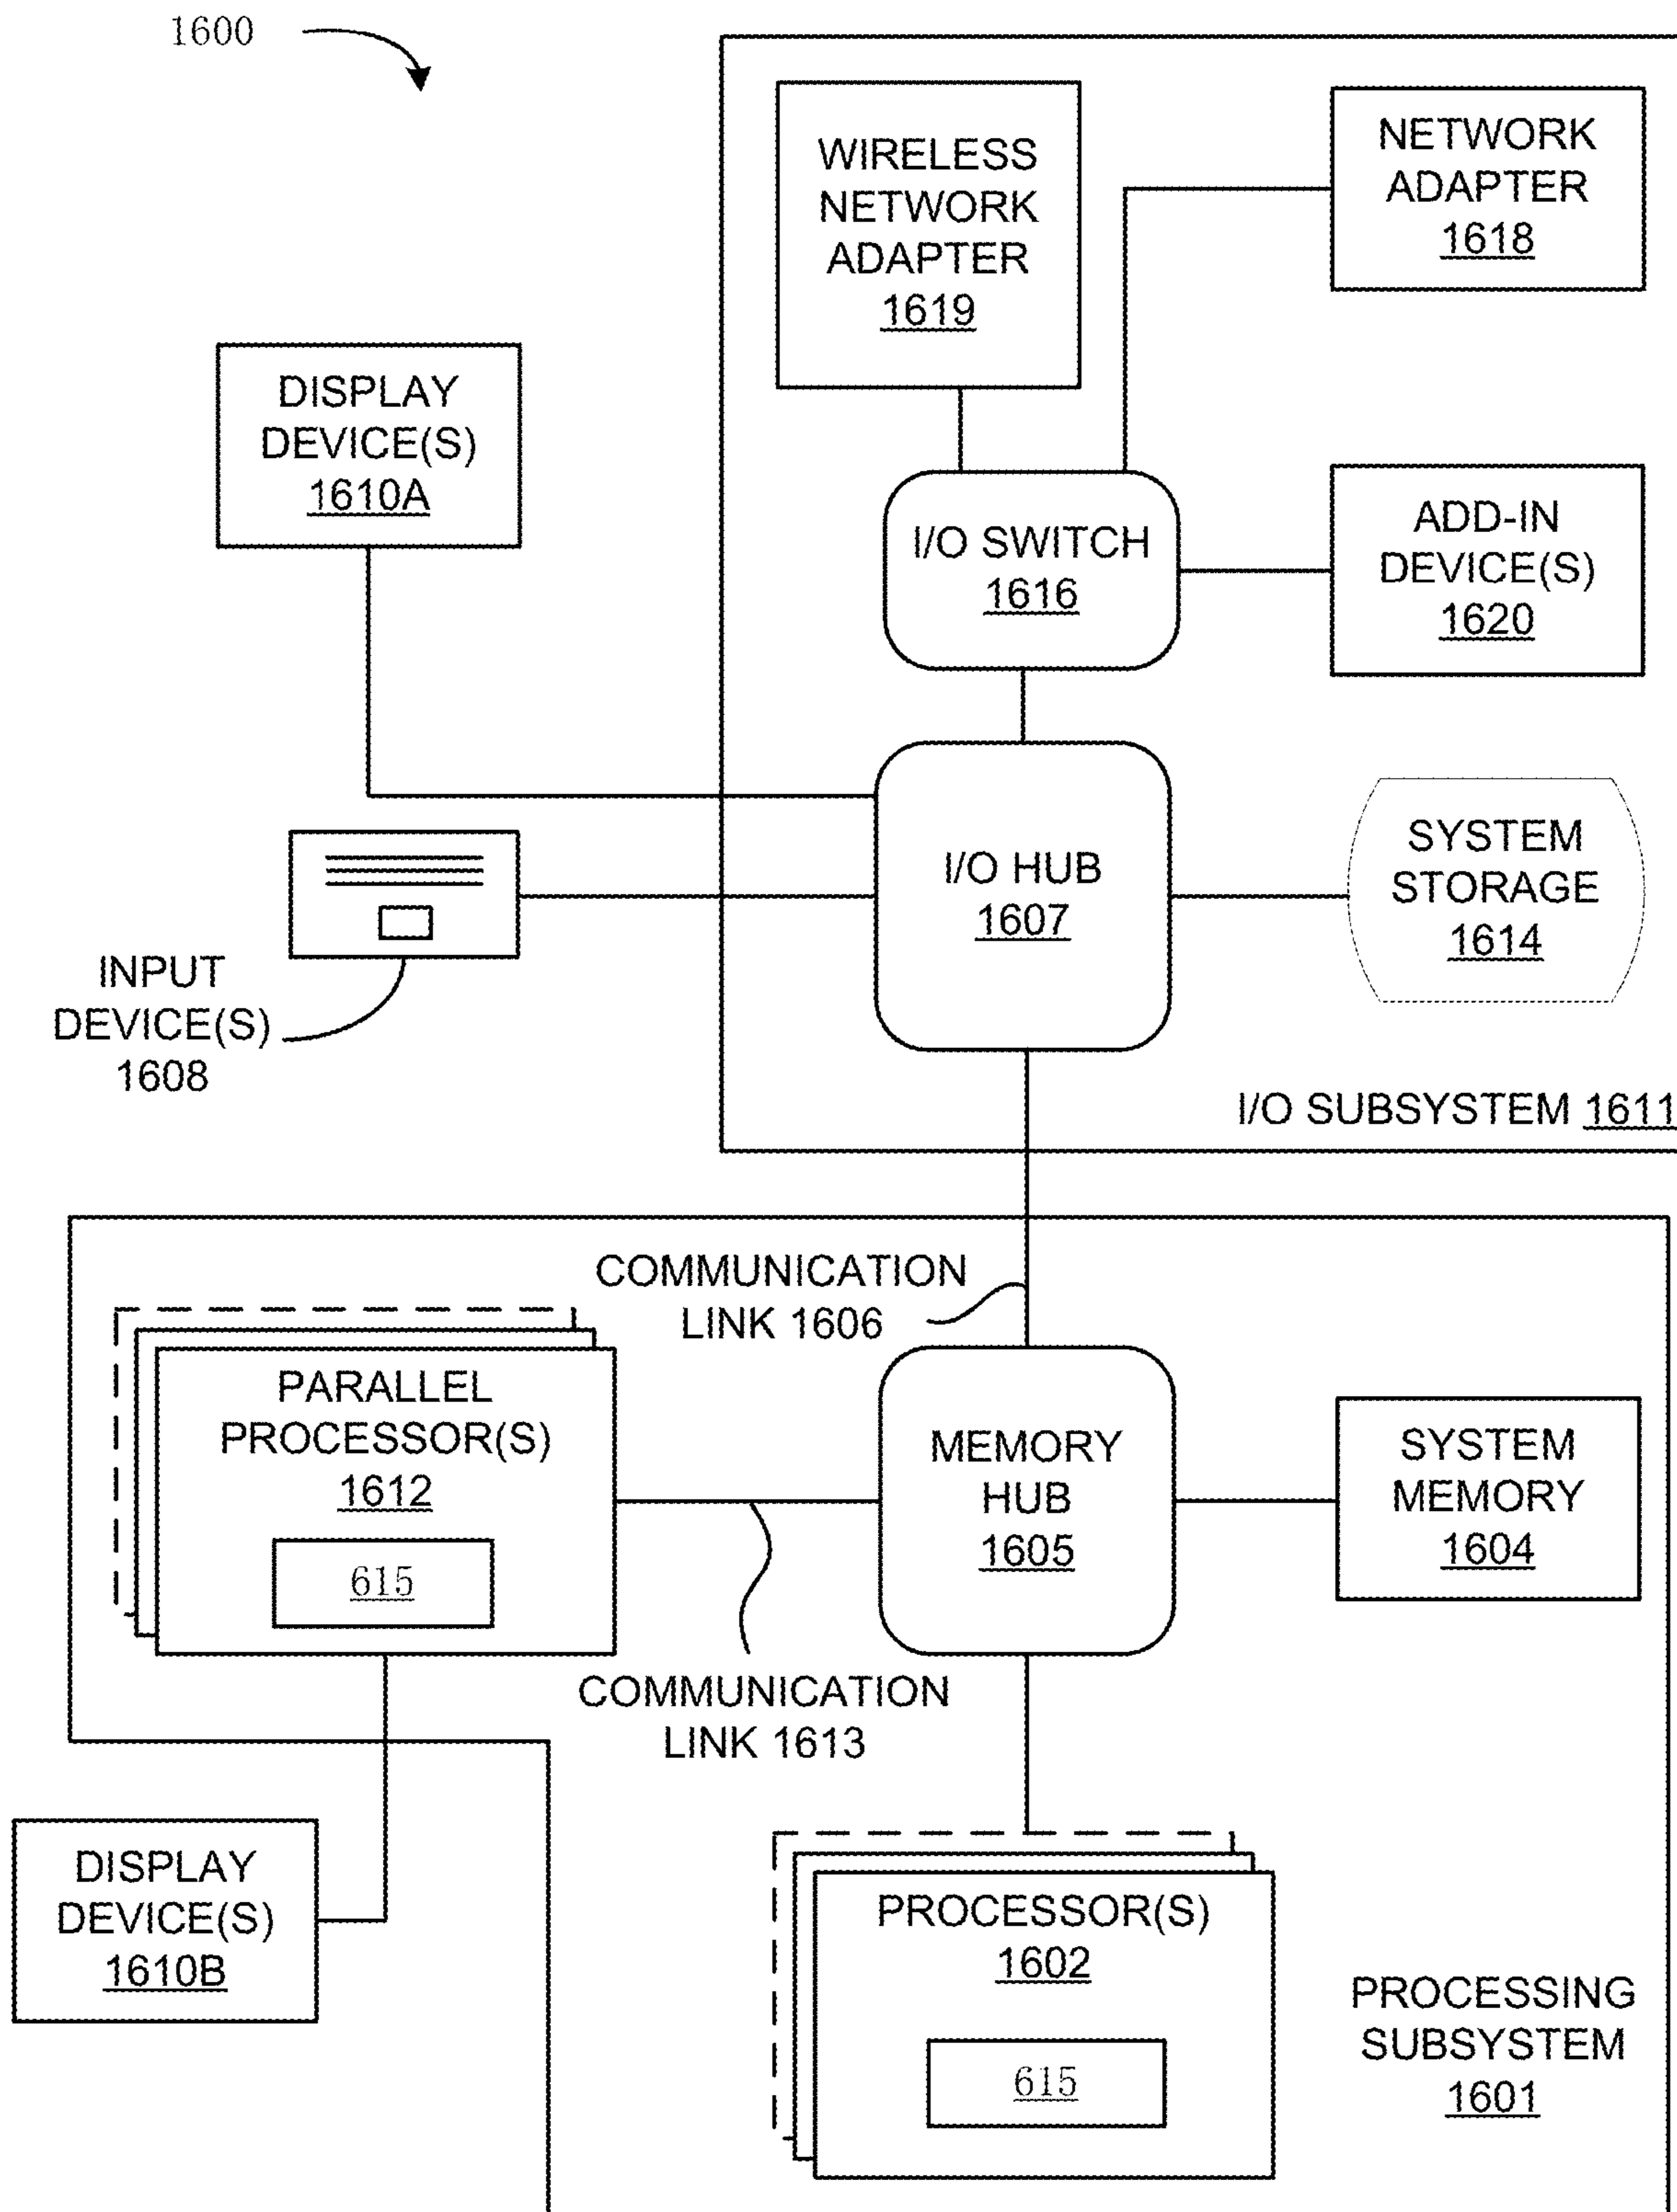 1600
WIRELESS
NETWORK
ADAPTER
1619
NETWORK
ADAPTER
1618
DISPLAY
DEVICE(S)
1610A
I/O SWITCH
1616
ADD-IN
DEVICE(S)
1620
I/O HUB
1607
SYSTEM
STORAGE
1614
INPUT
DEVICE(S)
1608
I/O SUBSYSTEM 1611
COMMUNICATION
LINK 1606
PARALLEL
PROCESSOR(S)
1612
615
MEMORY
HUB
1605
SYSTEM
MEMORY
1604
COMMUNICATION
LINK 1613
DISPLAY
DEVICE(S)
1610B
PROCESSOR(S)
1602
615
PROCESSING
SUBSYSTEM
1601